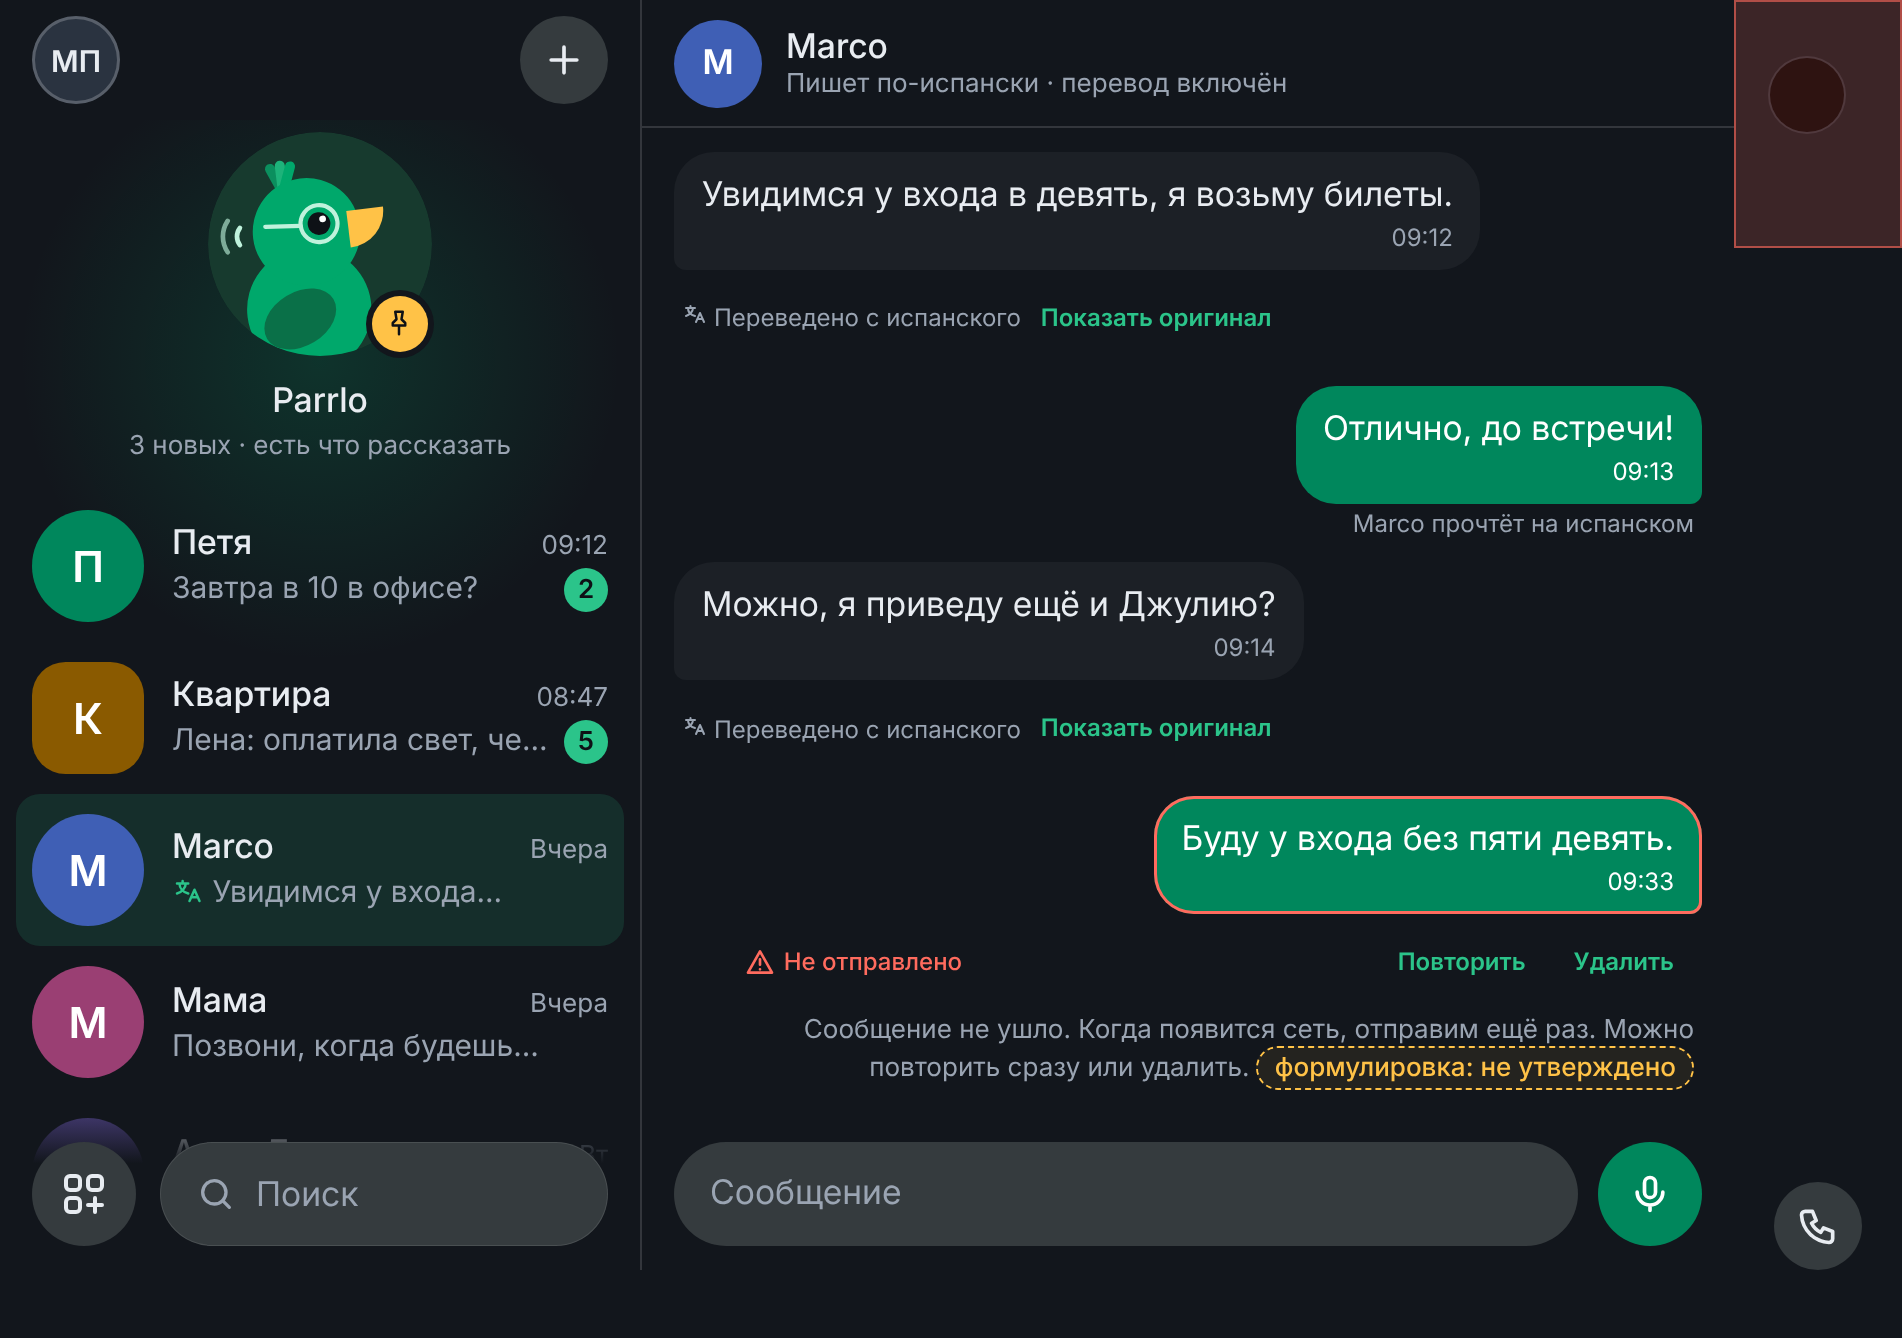 МП
Parrlo
3 новых · есть что рассказать
П
Петя
09:12
Завтра в 10 в офисе?
2
К
Квартира
08:47
Лена: оплатила свет, че...
5
M
Marco
Вчера
Увидимся у входа...
М
Мама
Вчера
Позвони, когда будешь...
Вт
Поиск
M
Marco
Пишет по-испански · перевод включён
Увидимся у входа в девять, я возьму билеты.
09:12
Переведено с испанского Показать оригинал
Отлично, до встречи!
09:13
Marco прочтёт на испанском
Можно, я приведу ещё и Джулию?
09:14
Переведено с испанского Показать оригинал
Буду у входа без пяти девять.
09:33
Не отправлено
Повторить
Удалить
Сообщение не ушло. Когда появится сеть, отправим ещё раз. Можно
повторить сразу или удалить. формулировка: не утверждено
Сообщение